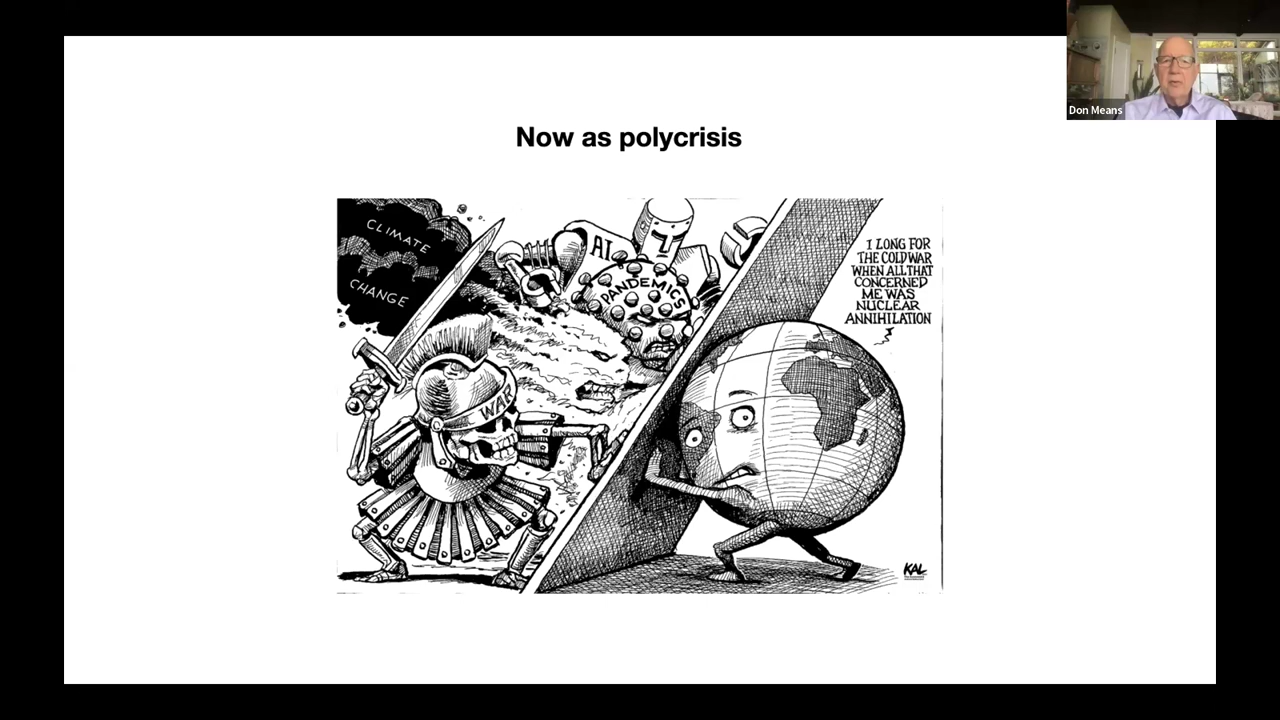 Don Means
Now as polycrisis
CLIMATE
CHANGE
AI
PANDEMICS
WAR
I LONG FOR
THE COLD WAR
WHEN ALL THAT
CONCERNED
ME WAS
NUCLEAR
ANNIHILATION
KAL